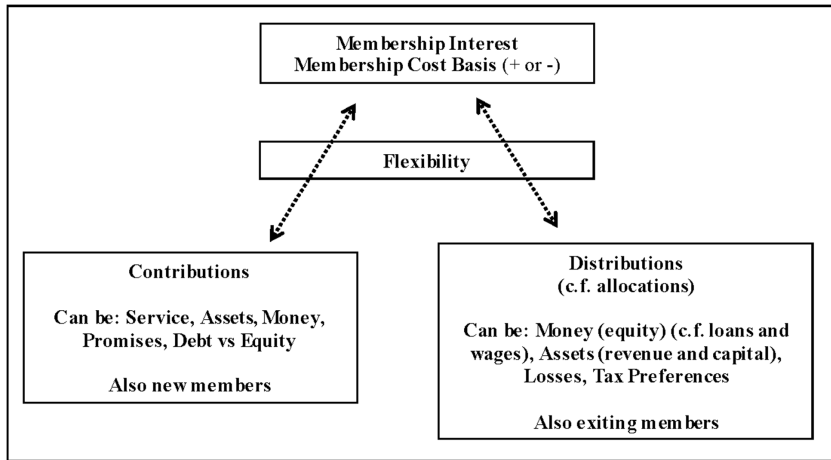 Membership Interest
Membership Cost Basis (+ or -)
Flexibility
Contributions
Can be: Service, Assets, Money,
Promises, Debt vs Equity
Also new members
Distributions
(c.f. allocations)
Can be: Money (equity) (c.f. loans and
wages), Assets (revenue and capital),
Losses, Tax Preferences
Also exiting members